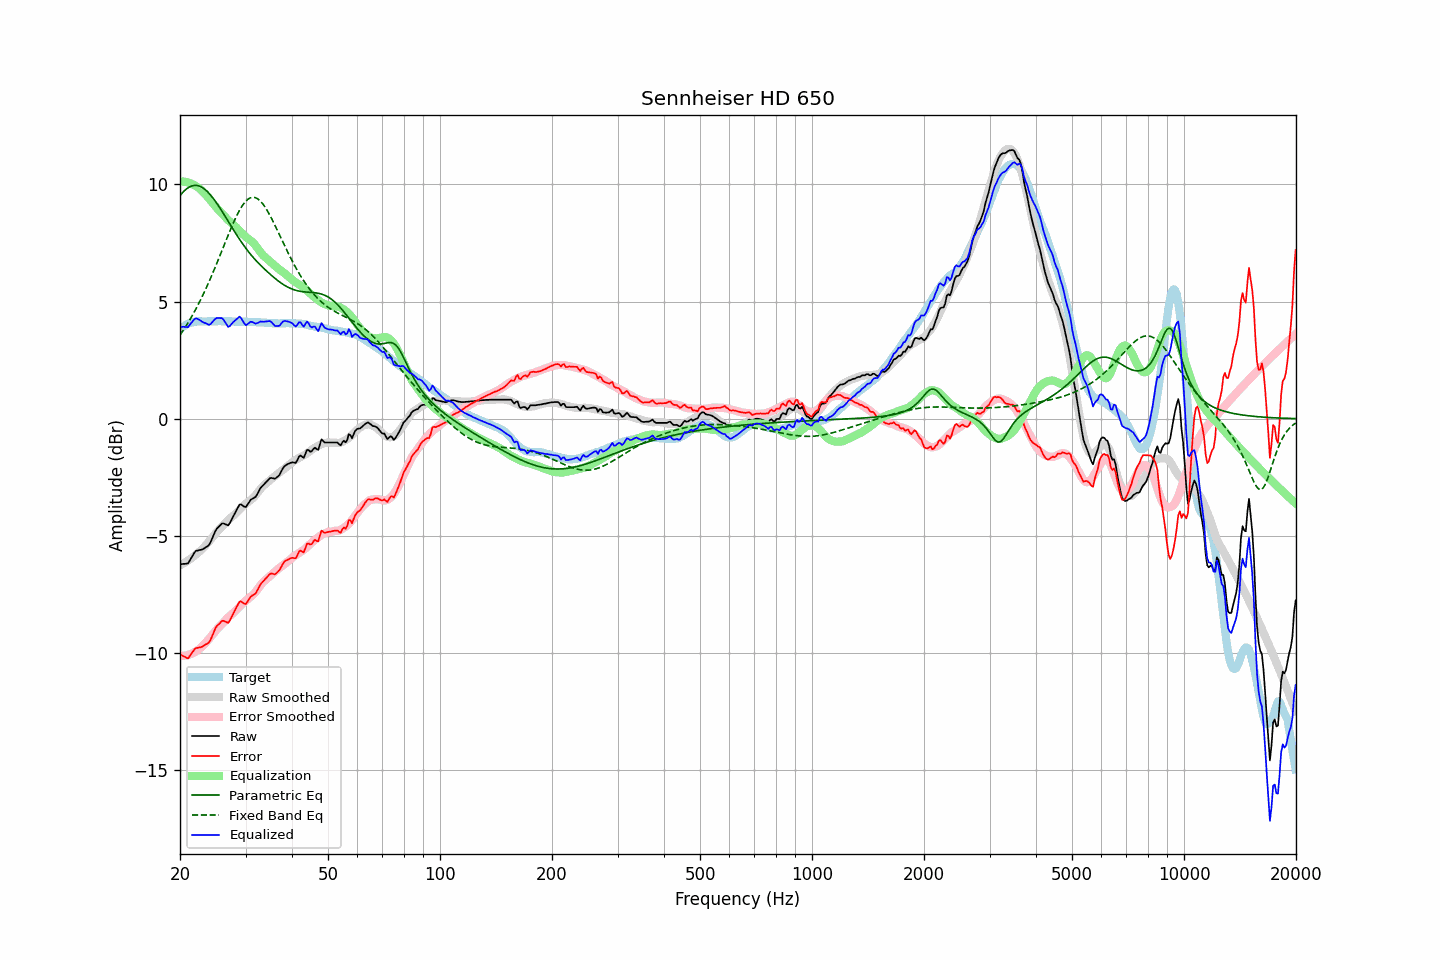 Sennheiser HD 650
Amplitude (dBr)
10
5
0
−5
−10
−15
Target
Raw Smoothed
Error Smoothed
Raw
Error
Equalization
Parametric Eq
Fixed Band Eq
Equalized
20 50 100 200 500 1000 2000 5000 10000 20000
Frequency (Hz)